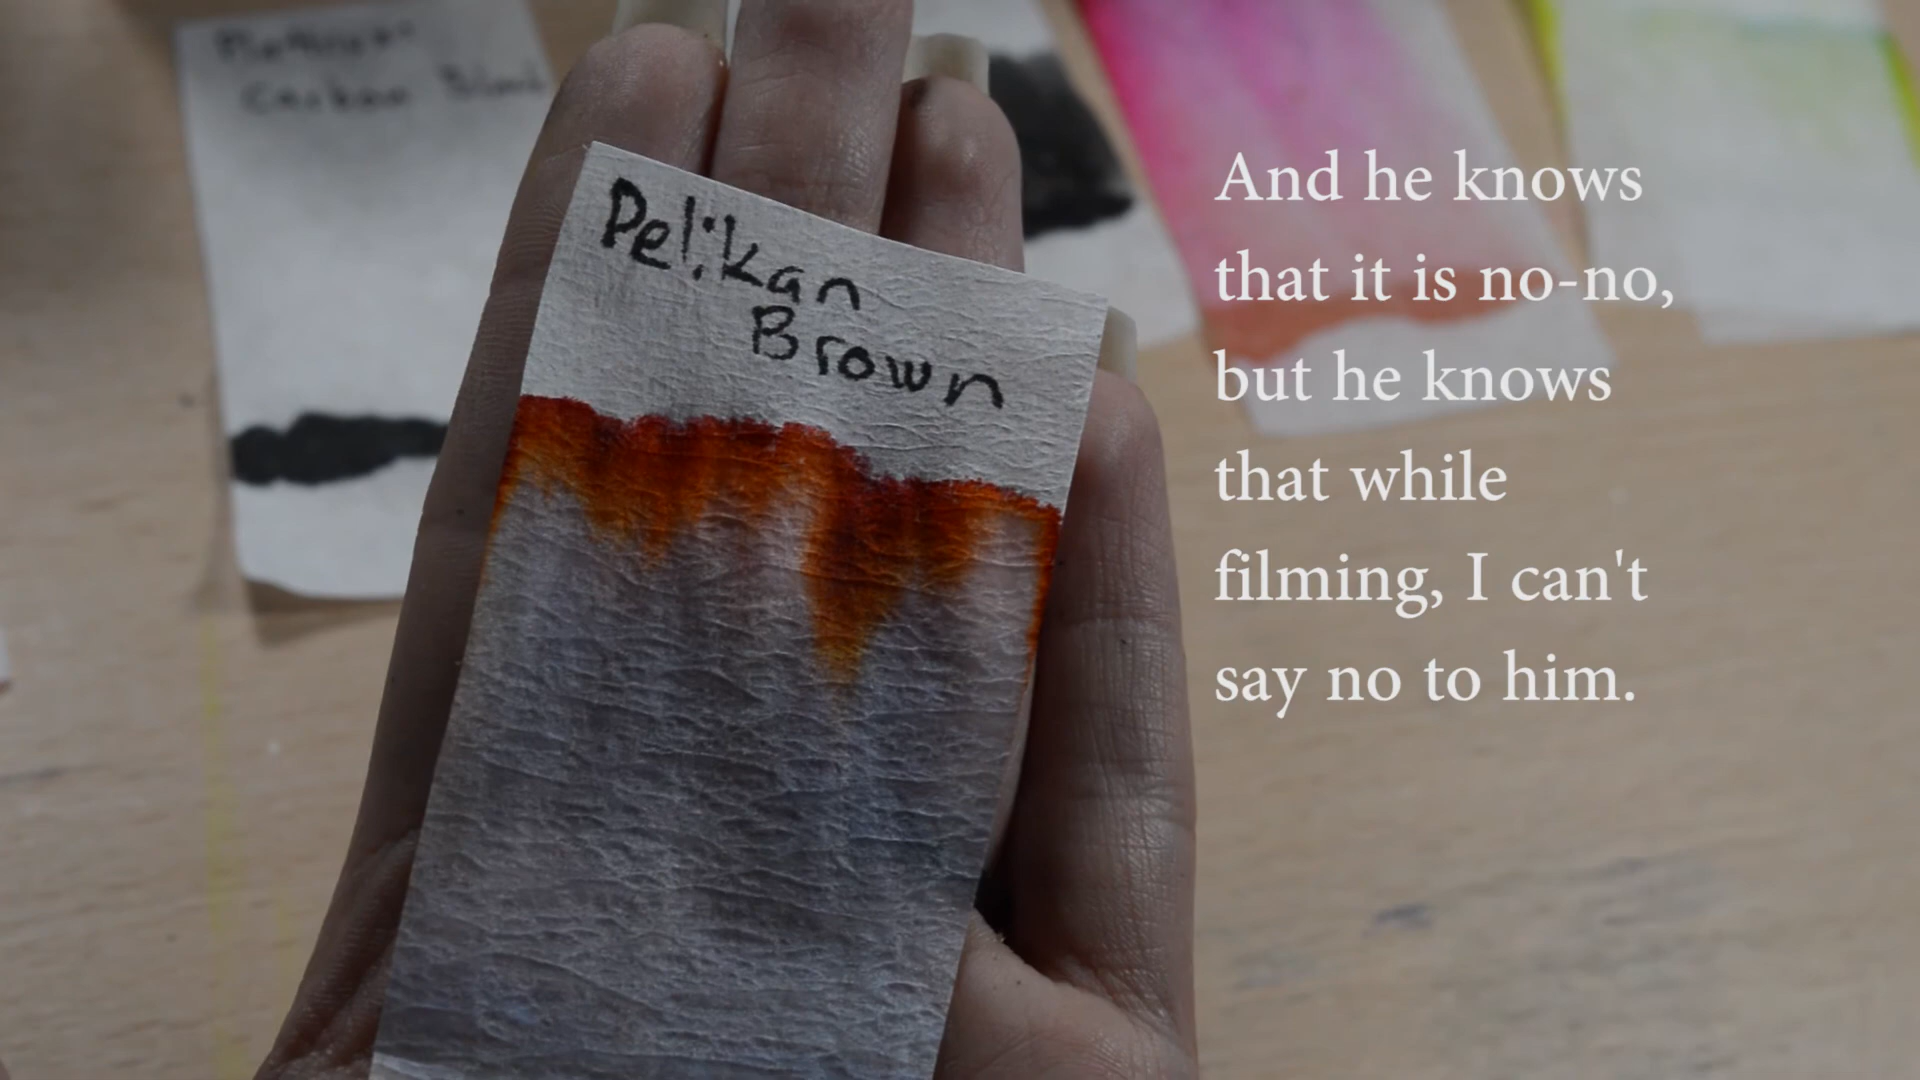 Carbon
Pelikan
Brown
And he knows
that it is no-no,
but he knows
that while
filming, I can't
say no to him.